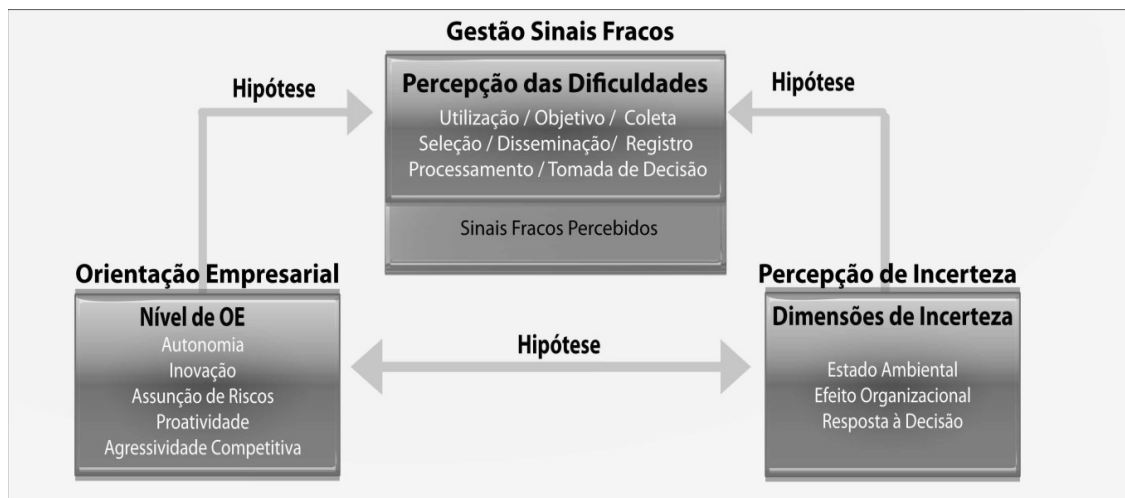 Gestão Sinais Fracos
Percepção das Dificuldades
Utilização / Objetivo / Coleta
Seleção / Disseminação/ Registro
Processamento / Tomada de Decisão
Sinais Fracos Percebidos
Hipótese
Hipótese
Orientação Empresarial
Nível de OE
Autonomia
Inovação
Assunção de Riscos
Proatividade
Agressividade Competitiva
Hipótese
Percepção de Incerteza
Dimensões de Incerteza
Estado Ambiental
Efeito Organizacional
Resposta à Decisão